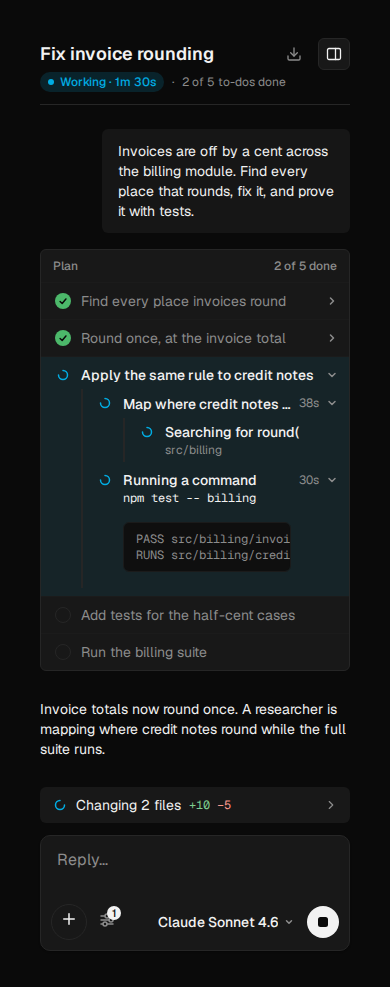 Fix invoice rounding
Working · 1m 30s · 2 of 5 to-dos done
Invoices are off by a cent across
the billing module. Find every
place that rounds, fix it, and prove
it with tests.
Plan 2 of 5 done
Find every place invoices round
Round once, at the invoice total
Apply the same rule to credit notes
Map where credit notes ... 38s
Searching for round(
src/billing
Running a command 30s
npm test -- billing
PASS src/billing/invoi
RUNS src/billing/credi
Add tests for the half-cent cases
Run the billing suite
Invoice totals now round once. A researcher is
mapping where credit notes round while the full
suite runs.
Changing 2 files +10 −5
Reply...
1
Claude Sonnet 4.6